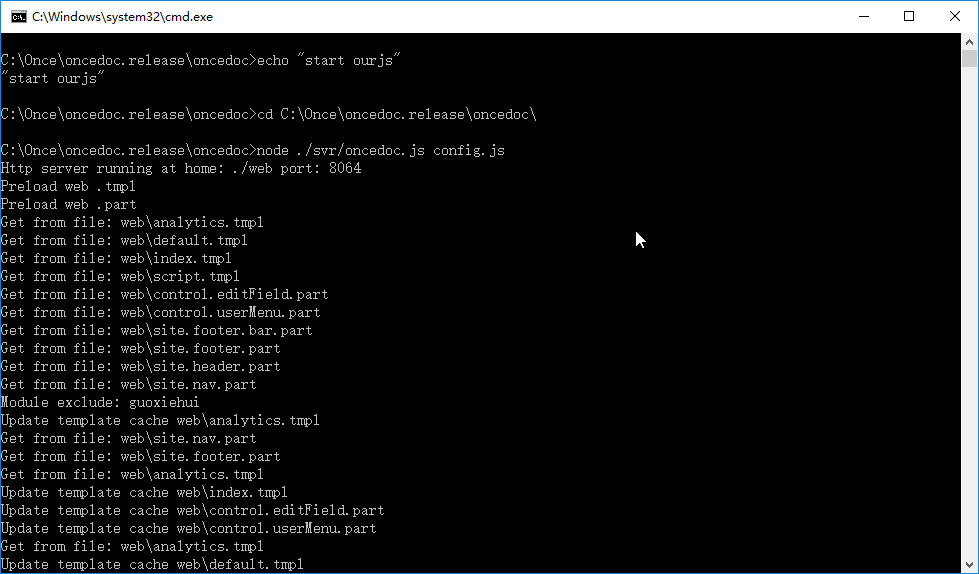 C:\Windows\system32\cmd.exe
C:\Once\oncedoc.release\oncedoc>echo "start ourjs"
"start ourjs"
C:\Once\oncedoc.release\oncedoc>cd C:\Once\oncedoc.release\oncedoc\
C:\Once\oncedoc.release\oncedoc>node ./svr/oncedoc.js config.js
Http server running at home: ./web port: 8064
Preload web .tmpl
Preload web .part
Get from file: web\analytics.tmpl
Get from file: web\default.tmpl
Get from file: web\index.tmpl
Get from file: web\script.tmpl
Get from file: web\control.editField.part
Get from file: web\control.userMenu.part
Get from file: web\site.footer.bar.part
Get from file: web\site.footer.part
Get from file: web\site.header.part
Get from file: web\site.nav.part
Module exclude: guoxiehui
Update template cache web\analytics.tmpl
Get from file: web\site.nav.part
Get from file: web\site.footer.part
Get from file: web\analytics.tmpl
Update template cache web\index.tmpl
Update template cache web\control.editField.part
Update template cache web\control.userMenu.part
Get from file: web\analytics.tmpl
Update template cache web\default.tmpl